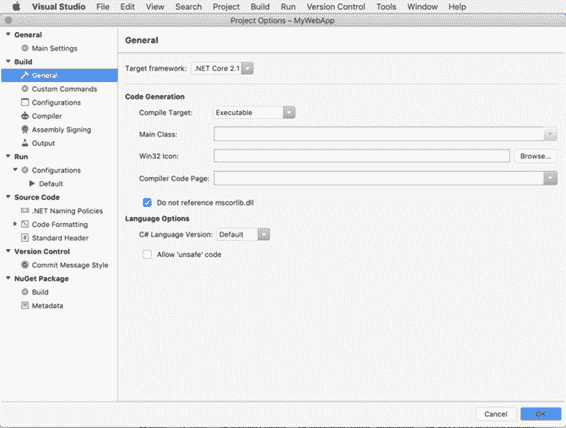 Visual Studio File Edit View Search Project Build Run Version Control Tools Window Help
Project Options – MyWebApp
General
Main Settings
Build
General
Custom Commands
Configurations
Compiler
Assembly Signing
Output
Run
Configurations
Default
Source Code
.NET Naming Policies
Code Formatting
Standard Header
Version Control
Commit Message Style
NuGet Package
Build
Metadata
General
Target framework: .NET Core 2.1
Code Generation
Compile Target: Executable
Main Class:
Win32 Icon: Browse...
Compiler Code Page:
Do not reference mscorlib.dll
Language Options
C# Language Version: Default
Allow 'unsafe' code
Cancel OK